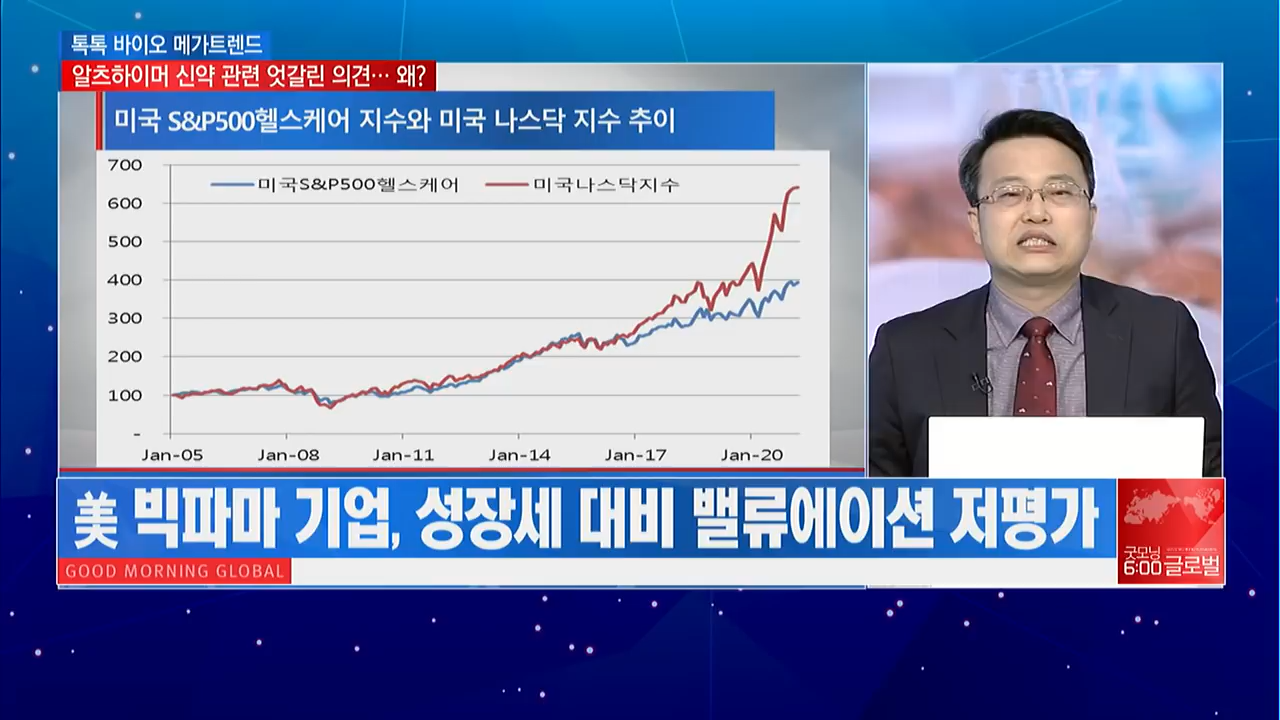 톡톡 바이오 메가트렌드
알츠하이머 신약 관련 엇갈린 의견… 왜?
미국 S&P500헬스케어 지수와 미국 나스닥 지수 추이
미국S&P500헬스케어
미국나스닥지수
700
600
500
400
300
200
100
-
Jan-05
Jan-08
Jan-11
Jan-14
Jan-17
Jan-20
美 빅파마 기업, 성장세 대비 밸류에이션 저평가
GOOD MORNING GLOBAL
굿모닝
6:00 글로벌